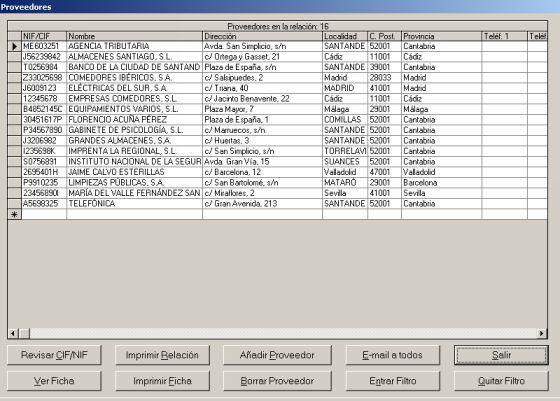 Proveedores
Proveedores en la relación: 16
NIF/CIF Nombre Dirección Localidad C. Post. Provincia Teléf. 1 Teléf.
ME603251 AGENCIA TRIBUTARIA Avda. San Simplicio, s/n SANTANDE 52001 Cantabria
J56239842 ALMACENES SANTIAGO, S.L. c/ Ortega y Gasset, 21 Cádiz 11001 Cádiz
T0256984 BANCO DE LA CIUDAD DE SANTAND Plaza de España, s/n SANTANDE 39001 Cantabria
Z33025698 COMEDORES IBÉRICOS, S.A. c/ Salsipuedes, 2 Madrid 28033 Madrid
J6009123 ELÉCTRICAS DEL SUR, S.A. c/ Triana, 40 MADRID 41001 Madrid
12345678 EMPRESAS COMEDORES, S.L. c/ Jacinto Benavente, 22 Cádiz 11001 Cádiz
B4852145C EQUIPAMIENTOS VARIOS, S.L. Plaza Mayor, 7 Málaga 29001 Málaga
30451617P FLORENCIO ACUÑA PÉREZ Plaza de España, 1 COMILLAS 52001 Cantabria
P34567890 GABINETE DE PSICOLOGÍA, S.L. c/ Marruecos, s/n SANTANDE 52001 Cantabria
J3206982 GRANDES ALMACENES, S.A. c/ Huertas, 3 SANTANDE 52001 Cantabria
I235698K IMPRENTA LA REGIONAL, S.L. c/ San Simplicio, s/n TORRELAVI 52001 Cantabria
S0756891 INSTITUTO NACIONAL DE LA SEGUR Avda. Gran Vía, 15 SUANCES 52001 Cantabria
2695401H JAIME CALVO ESTERILLAS c/ Barcelona, 12 Valladolid 47001 Valladolid
P9910235 LIMPIEZAS PÚBLICAS, S.A. c/ San Bartolomé, s/n MATARÓ 29001 Barcelona
23456890I MARÍA DEL VALLE FERNÁNDEZ SAN c/ Miraflores, 2 Sevilla 41001 Sevilla
A5698325 TELEFÓNICA c/ Gran Avenida, 213 SANTANDE 52001 Cantabria
Revisar CIF/NIF Imprimir Relación Añadir Proveedor E-mail a todos Salir
Ver Ficha Imprimir Ficha Borrar Proveedor Entrar Filtro Quitar Filtro